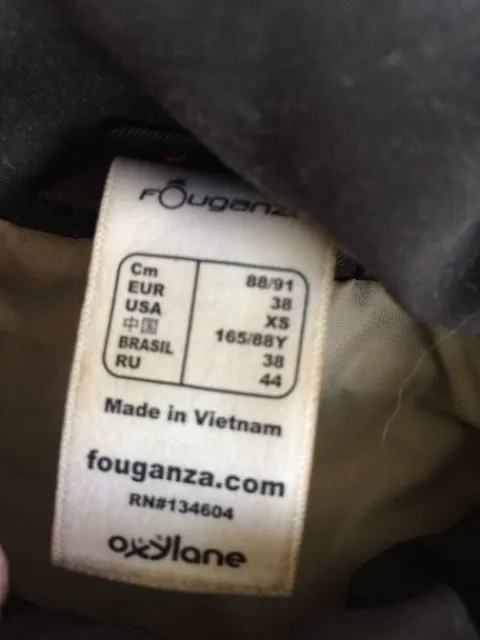 Fouganza
Cm 88/91
EUR 38
USA XS
中国 165/88Y
BRASIL 38
RU 44
Made in Vietnam
fouganza.com
RN#134604
oxylane